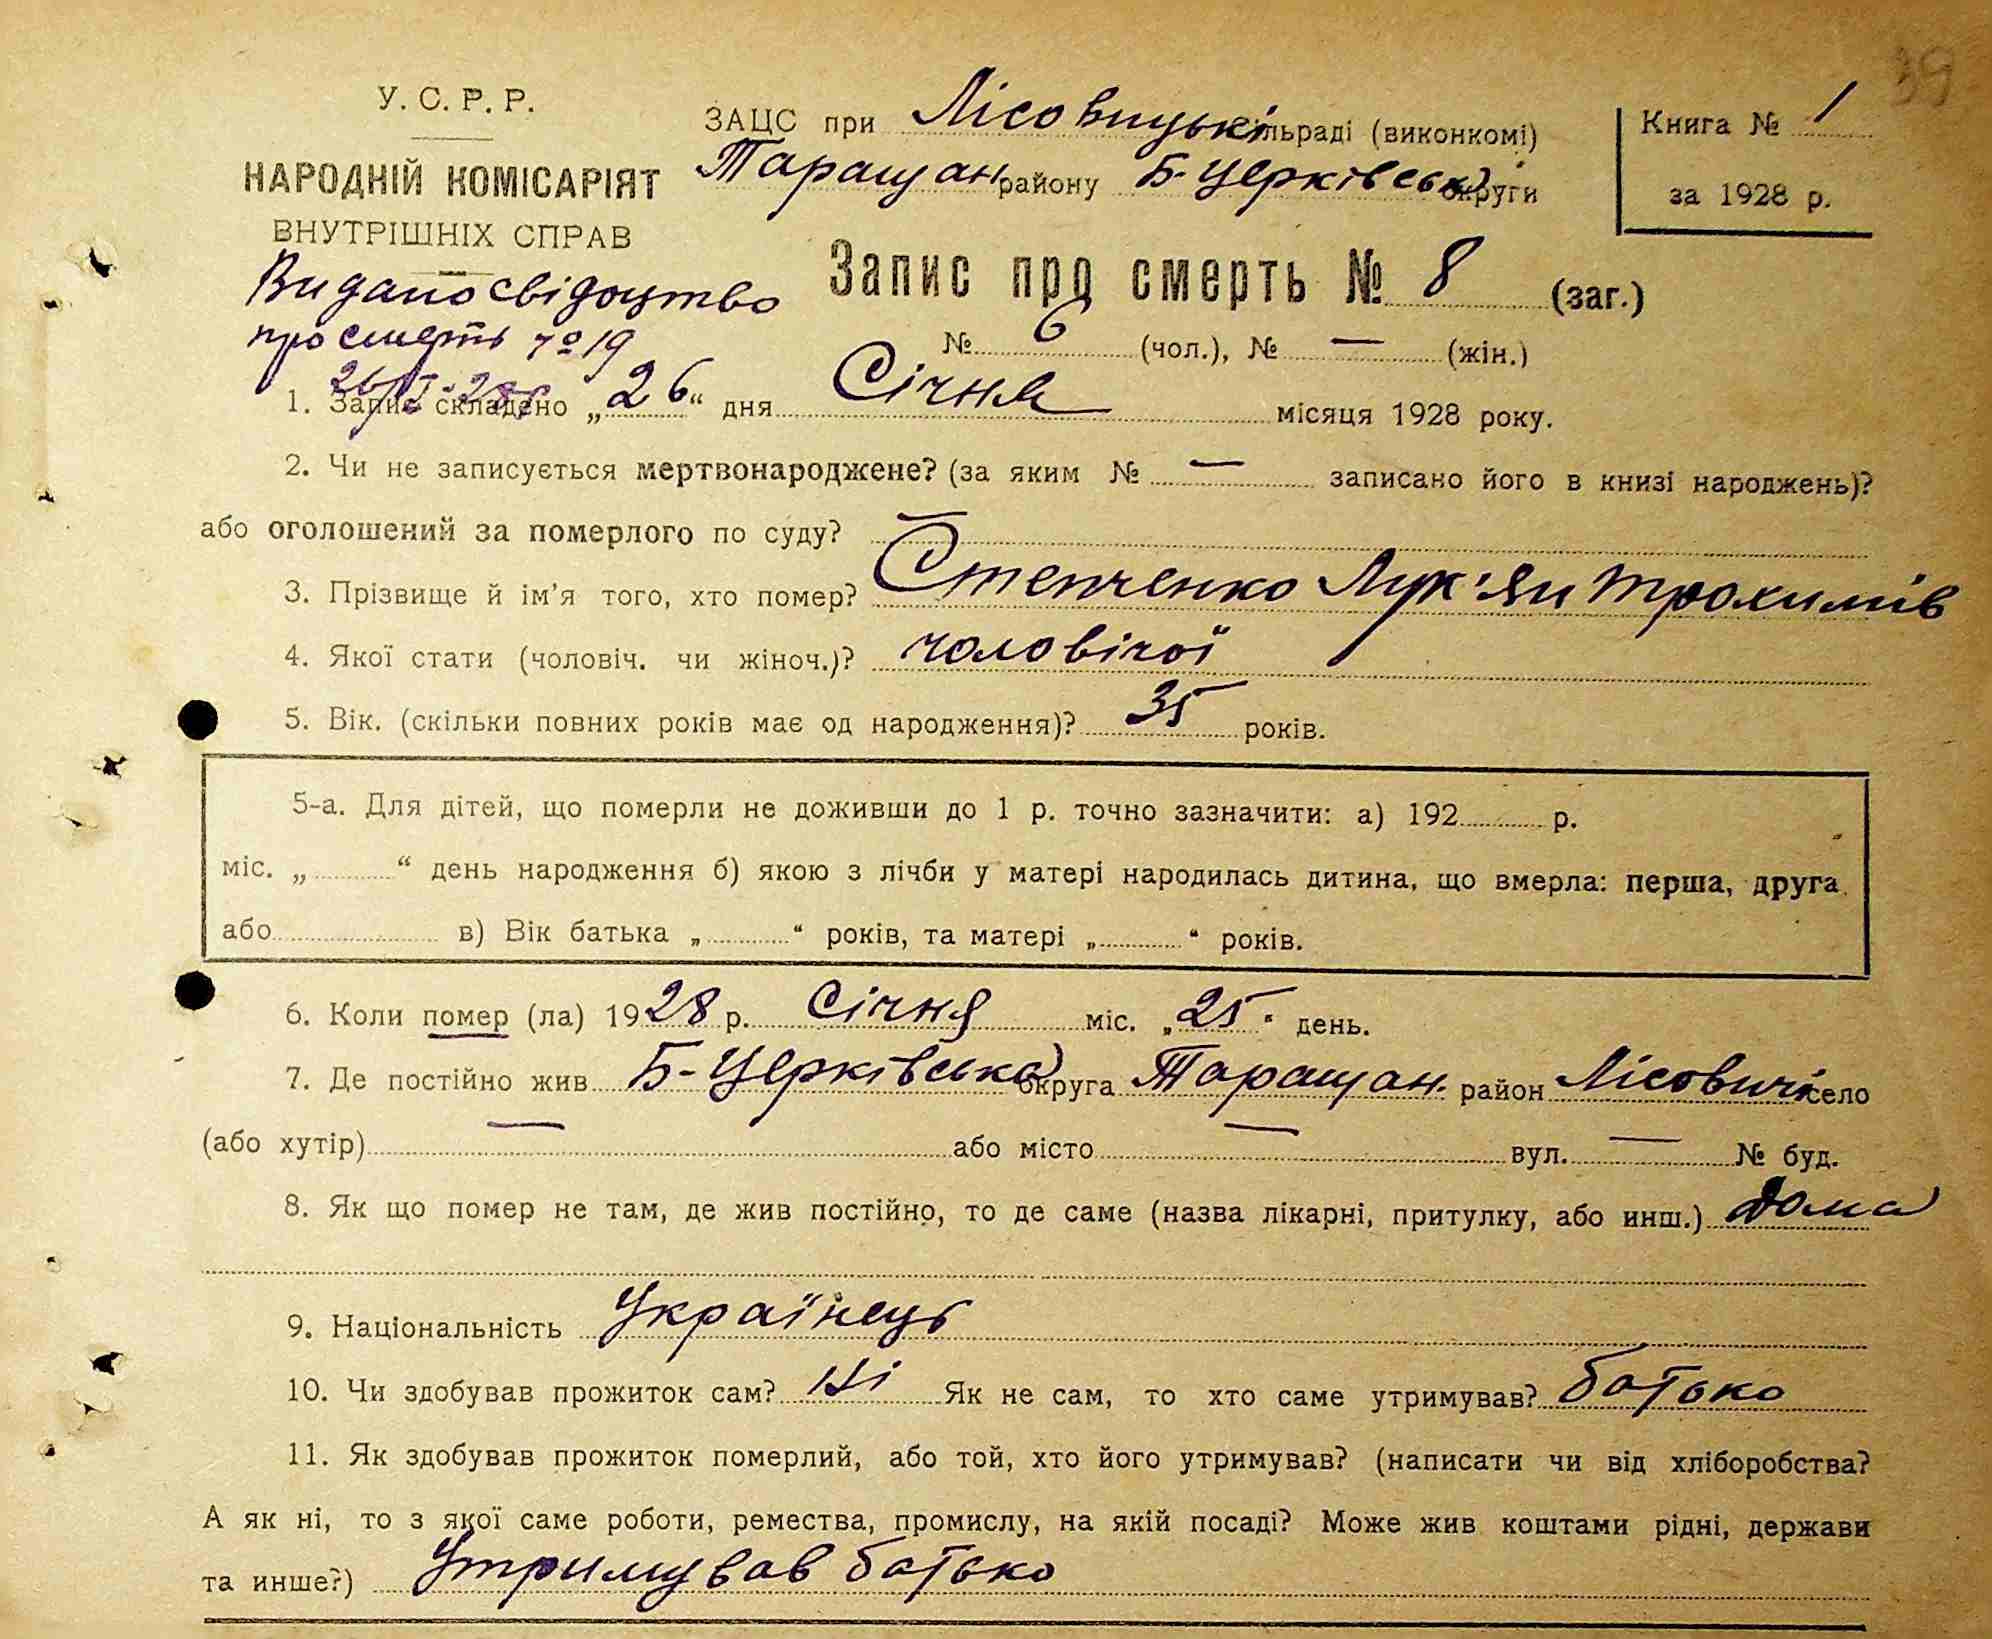 39
У. С. Р. Р.
НАРОДНІЙ КОМІСАРІЯТ
ВНУТРІШНІХ СПРАВ
Видано свідоцтво
про смерть № 19
26/I-28р
ЗАЦС при Лісовицькі сільраді (виконкомі)
Таращан району Б-Церківської округи
Книга № 1
за 1928 р.
Запис про смерть № 8 (заг.)
№ 6 (чол.), № — (жін.)
1. Запис складено „26“ дня Січня місяця 1928 року.
2. Чи не записується мертвонароджене? (за яким № — записано його в книзі народжень)?
або оголошений за померлого по суду? —
3. Прізвище й ім’я того, хто помер? Степченко Лук'ян Трохимів
4. Якої стати (чоловіч. чи жіноч.)? чоловічої
5. Вік. (скільки повних років має од народження)? 35 років.
5-а. Для дітей, що померли не доживши до 1 р. точно зазначити: а) 192 р.
міс. „ “ день народження б) якою з лічби у матері народилась дитина, що вмерла: перша, друга
або в) Вік батька „ “ років, та матері „ “ років.
6. Коли помер (ла) 1928 р. Січня міс. „25“ день.
7. Де постійно жив Б-Церківська округа Таращан. район Лісовичі село
(або хутір) — або місто — вул. — № буд.
8. Як що помер не там, де жив постійно, то де саме (назва лікарні, притулку, або инш.) Дома
9. Національність Українець
10. Чи здобував прожиток сам? Ні Як не сам, то хто саме утримував? батько
11. Як здобував прожиток померлий, або той, хто його утримував? (написати чи від хліборобства?
А як ні, то з якої саме роботи, ремества, промислу, на якій посаді? Може жив коштами рідні, держави
та инше?) Утримував батько